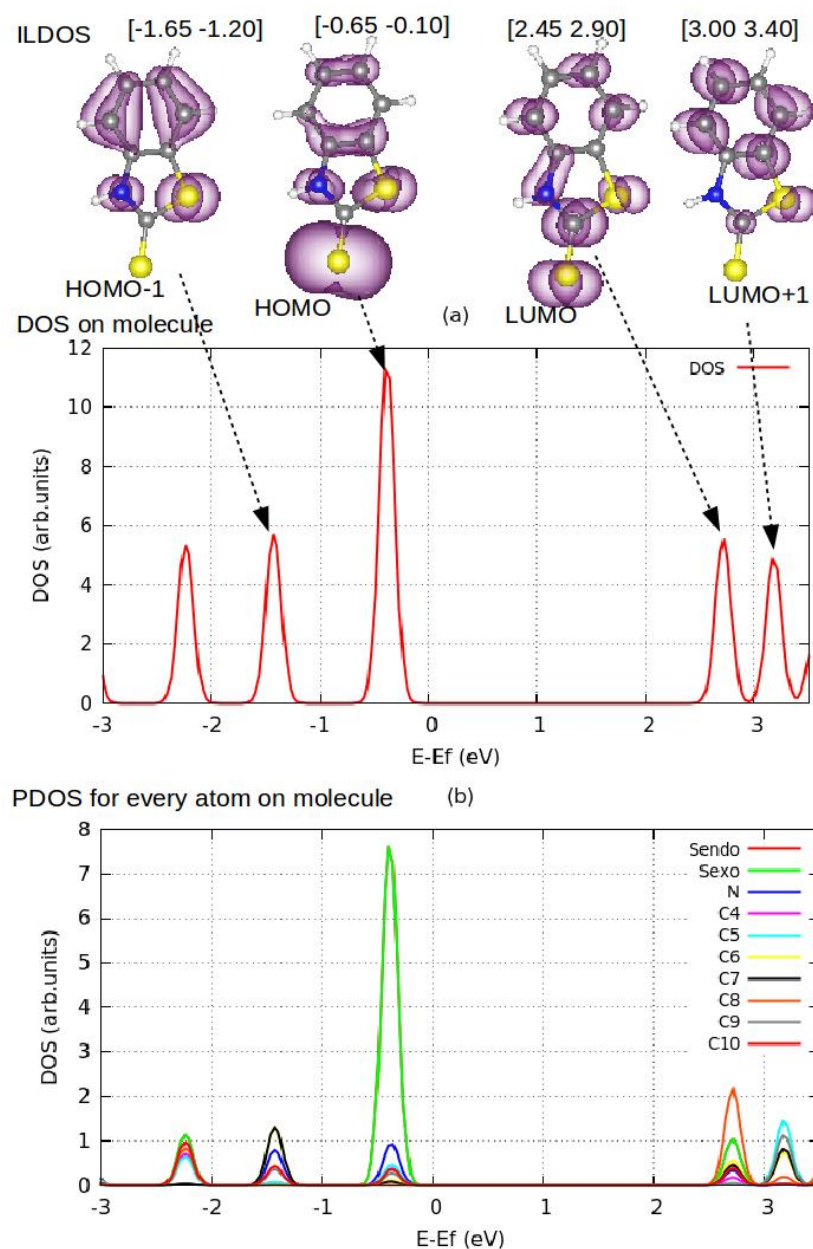 ILDOS [-1.65 -1.20] [-0.65 -0.10] [2.45 2.90] [3.00 3.40]
HOMO-1
HOMO
(a)
LUMO
LUMO+1
DOS on molecule
12
10
8
6
4
2
0
DOS (arb.units)
DOS
-3 -2 -1 0 1 2 3
E-Ef (eV)
PDOS for every atom on molecule (b)
8
7
6
5
4
3
2
1
0
DOS (arb.units)
Sendo
Sexo
N
C4
C5
C6
C7
C8
C9
C10
-3 -2 -1 0 1 2 3
E-Ef (eV)